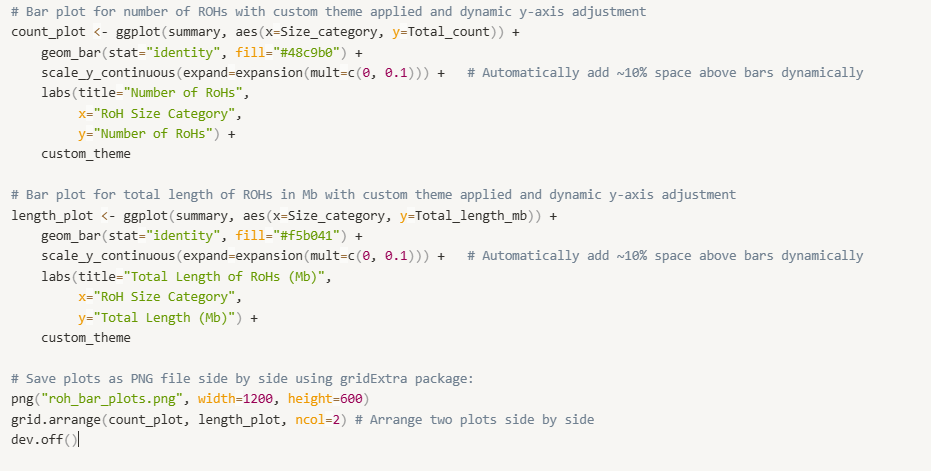 # Bar plot for number of ROHs with custom theme applied and dynamic y-axis adjustment
count_plot <- ggplot(summary, aes(x=Size_category, y=Total_count)) +
    geom_bar(stat="identity", fill="#48c9b0") +
    scale_y_continuous(expand=expansion(mult=c(0, 0.1))) +   # Automatically add ~10% space above bars dynamically
    labs(title="Number of RoHs",
         x="RoH Size Category",
         y="Number of RoHs") +
    custom_theme

# Bar plot for total length of ROHs in Mb with custom theme applied and dynamic y-axis adjustment
length_plot <- ggplot(summary, aes(x=Size_category, y=Total_length_mb)) +
    geom_bar(stat="identity", fill="#f5b041") +
    scale_y_continuous(expand=expansion(mult=c(0, 0.1))) +   # Automatically add ~10% space above bars dynamically
    labs(title="Total Length of RoHs (Mb)",
         x="RoH Size Category",
         y="Total Length (Mb)") +
    custom_theme

# Save plots as PNG file side by side using gridExtra package:
png("roh_bar_plots.png", width=1200, height=600)
grid.arrange(count_plot, length_plot, ncol=2) # Arrange two plots side by side
dev.off()